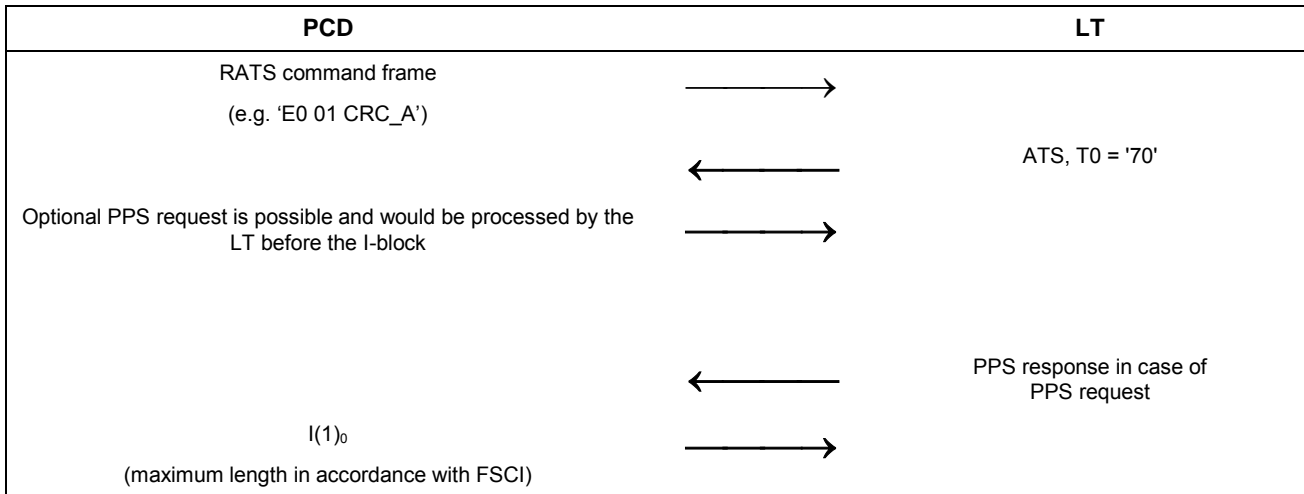 PCD LT
RATS command frame
(e.g. ‘E0 01 CRC_A’)
ATS, T0 = '70'
Optional PPS request is possible and would be processed by the
LT before the I-block
PPS response in case of
PPS request
I(1)₀
(maximum length in accordance with FSCI)